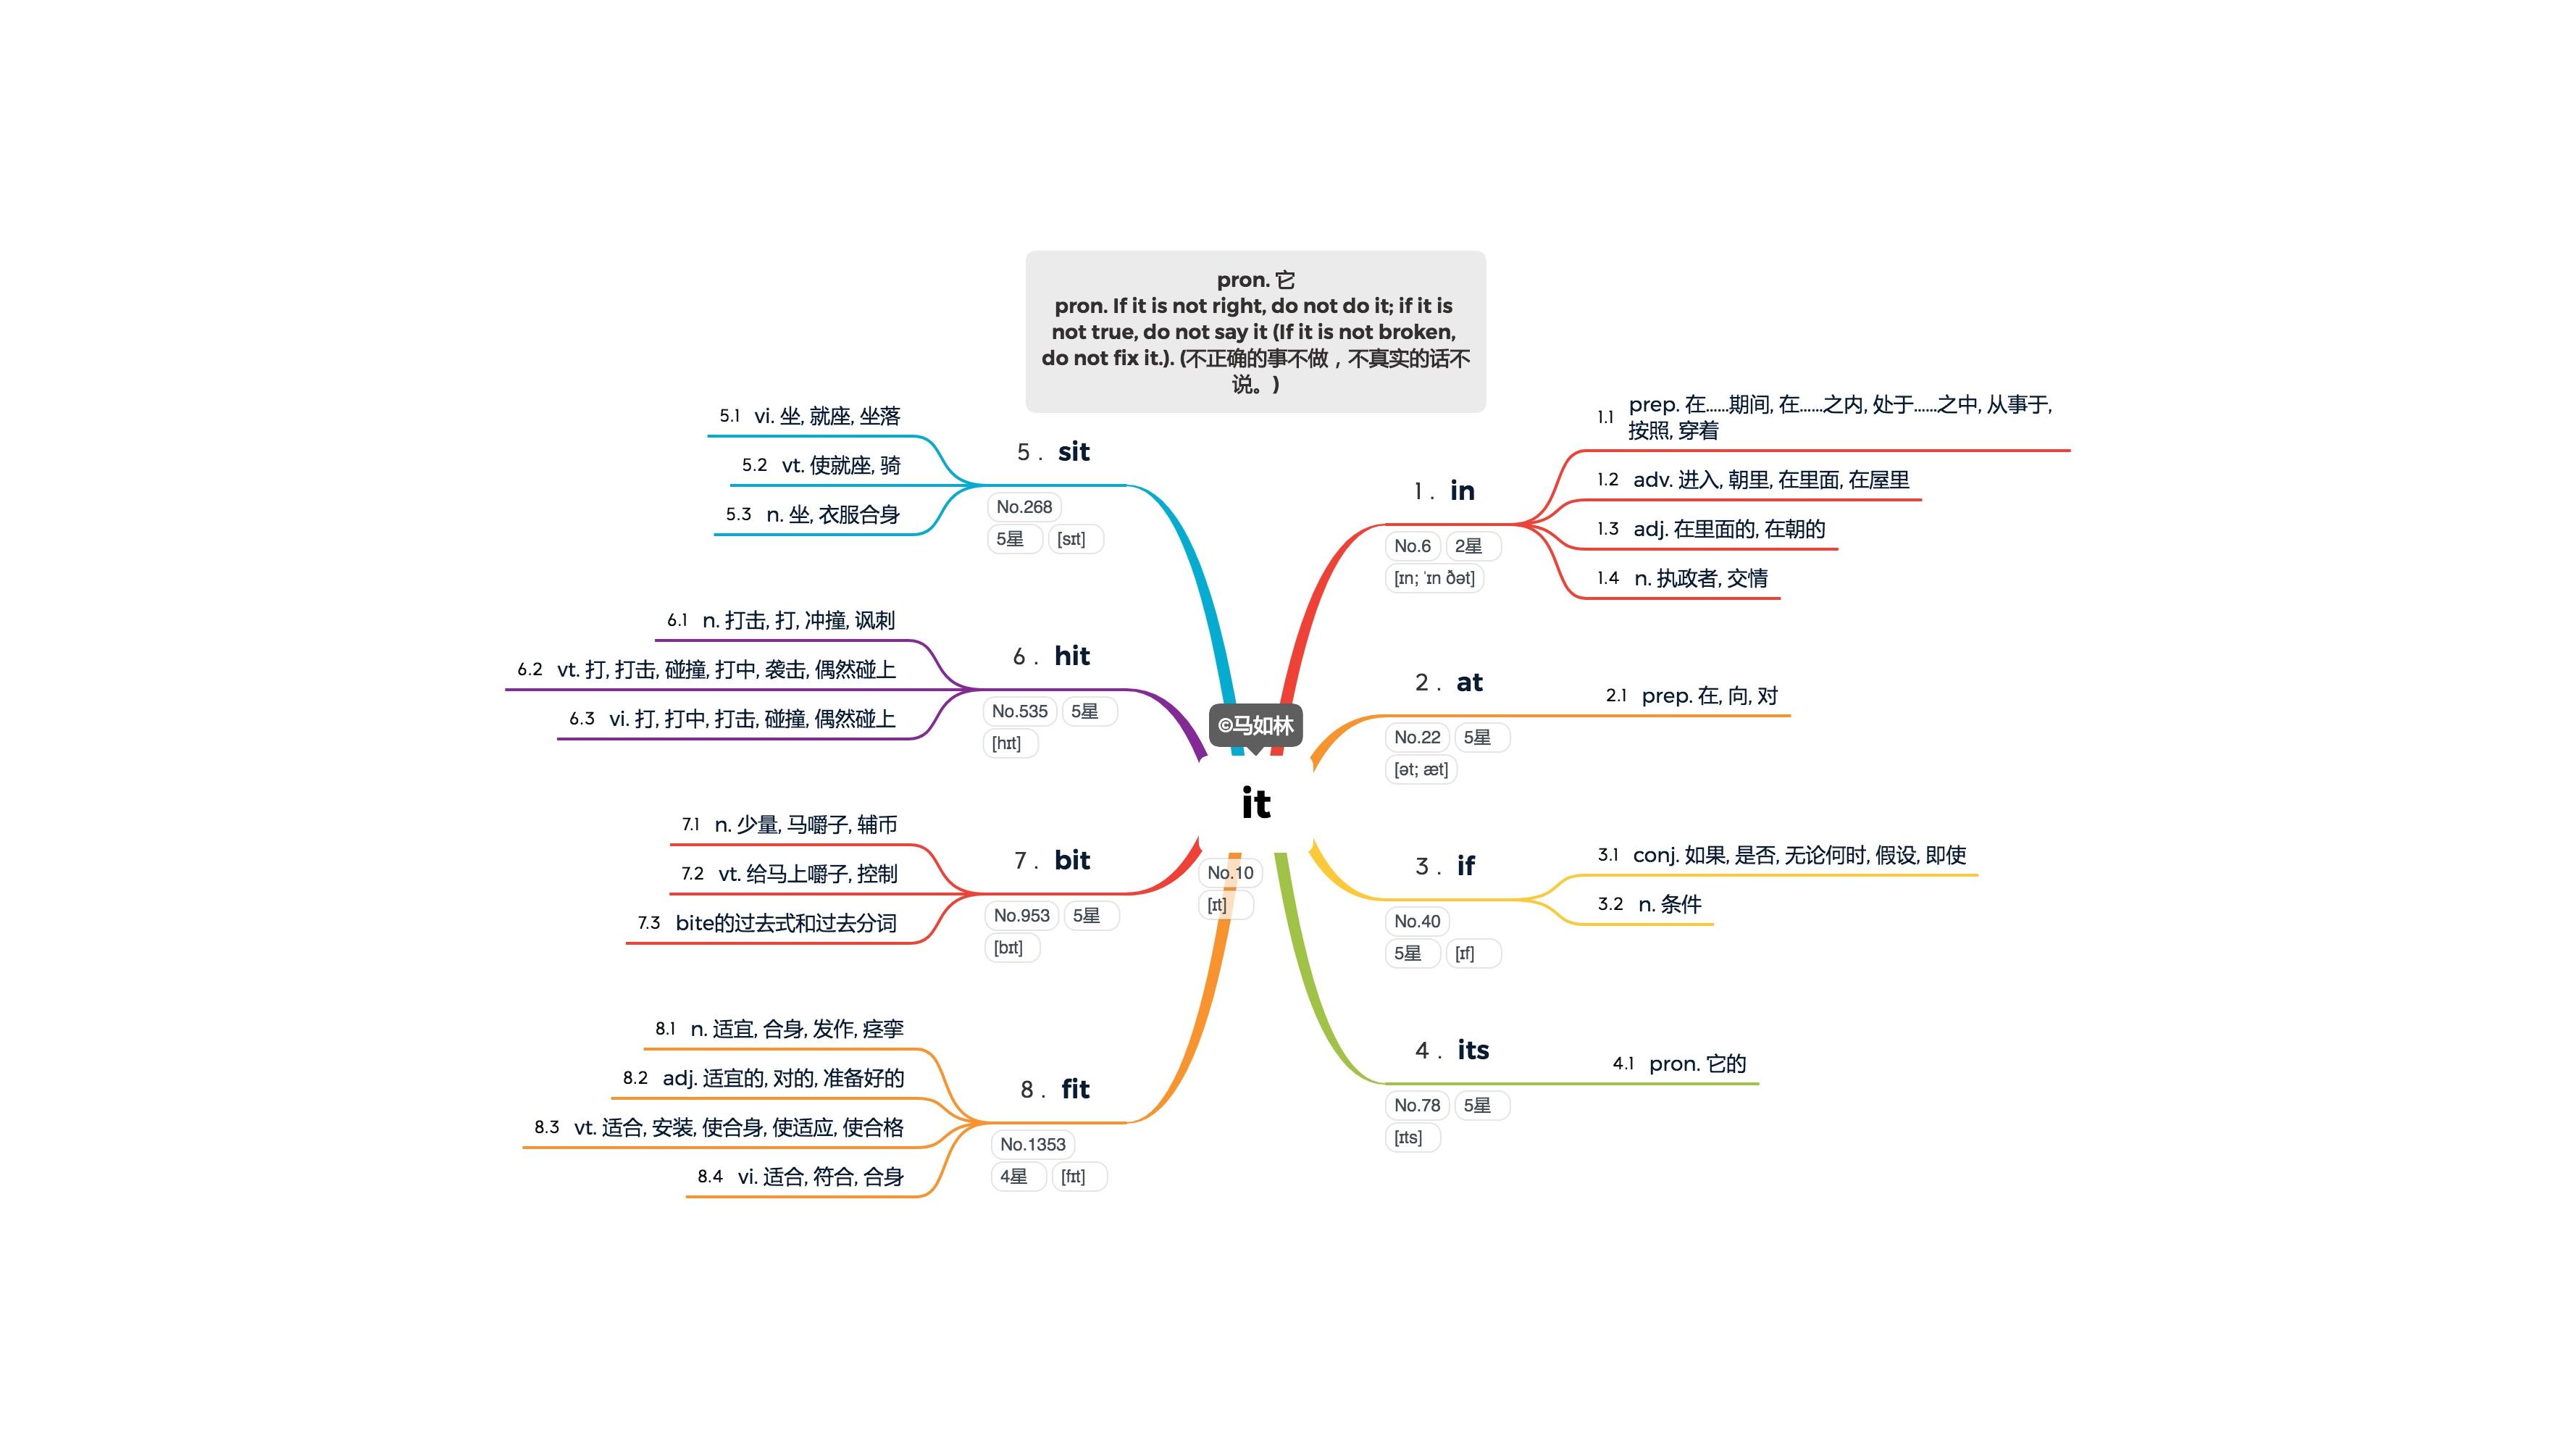 pron. 它
pron. If it is not right, do not do it; if it is
not true, do not say it (If it is not broken,
do not fix it.). (不正确的事不做，不真实的话不
说。)
©马如林
it
No.10
[ɪt]
1. in
No.6 2星
[ɪn; ˈɪn ðət]
1.1 prep. 在……期间, 在……之内, 处于……之中, 从事于,
按照, 穿着
1.2 adv. 进入, 朝里, 在里面, 在屋里
1.3 adj. 在里面的, 在朝的
1.4 n. 执政者, 交情
2. at
No.22 5星
[ət; æt]
2.1 prep. 在, 向, 对
3. if
No.40
5星 [ɪf]
3.1 conj. 如果, 是否, 无论何时, 假设, 即使
3.2 n. 条件
4. its
No.78 5星
[ɪts]
4.1 pron. 它的
5. sit
No.268
5星 [sɪt]
5.1 vi. 坐, 就座, 坐落
5.2 vt. 使就座, 骑
5.3 n. 坐, 衣服合身
6. hit
No.535 5星
[hɪt]
6.1 n. 打击, 打, 冲撞, 讽刺
6.2 vt. 打, 打击, 碰撞, 打中, 袭击, 偶然碰上
6.3 vi. 打, 打中, 打击, 碰撞, 偶然碰上
7. bit
No.953 5星
[bɪt]
7.1 n. 少量, 马嚼子, 辅币
7.2 vt. 给马上嚼子, 控制
7.3 bite的过去式和过去分词
8. fit
No.1353
4星 [fɪt]
8.1 n. 适宜, 合身, 发作, 痉挛
8.2 adj. 适宜的, 对的, 准备好的
8.3 vt. 适合, 安装, 使合身, 使适应, 使合格
8.4 vi. 适合, 符合, 合身